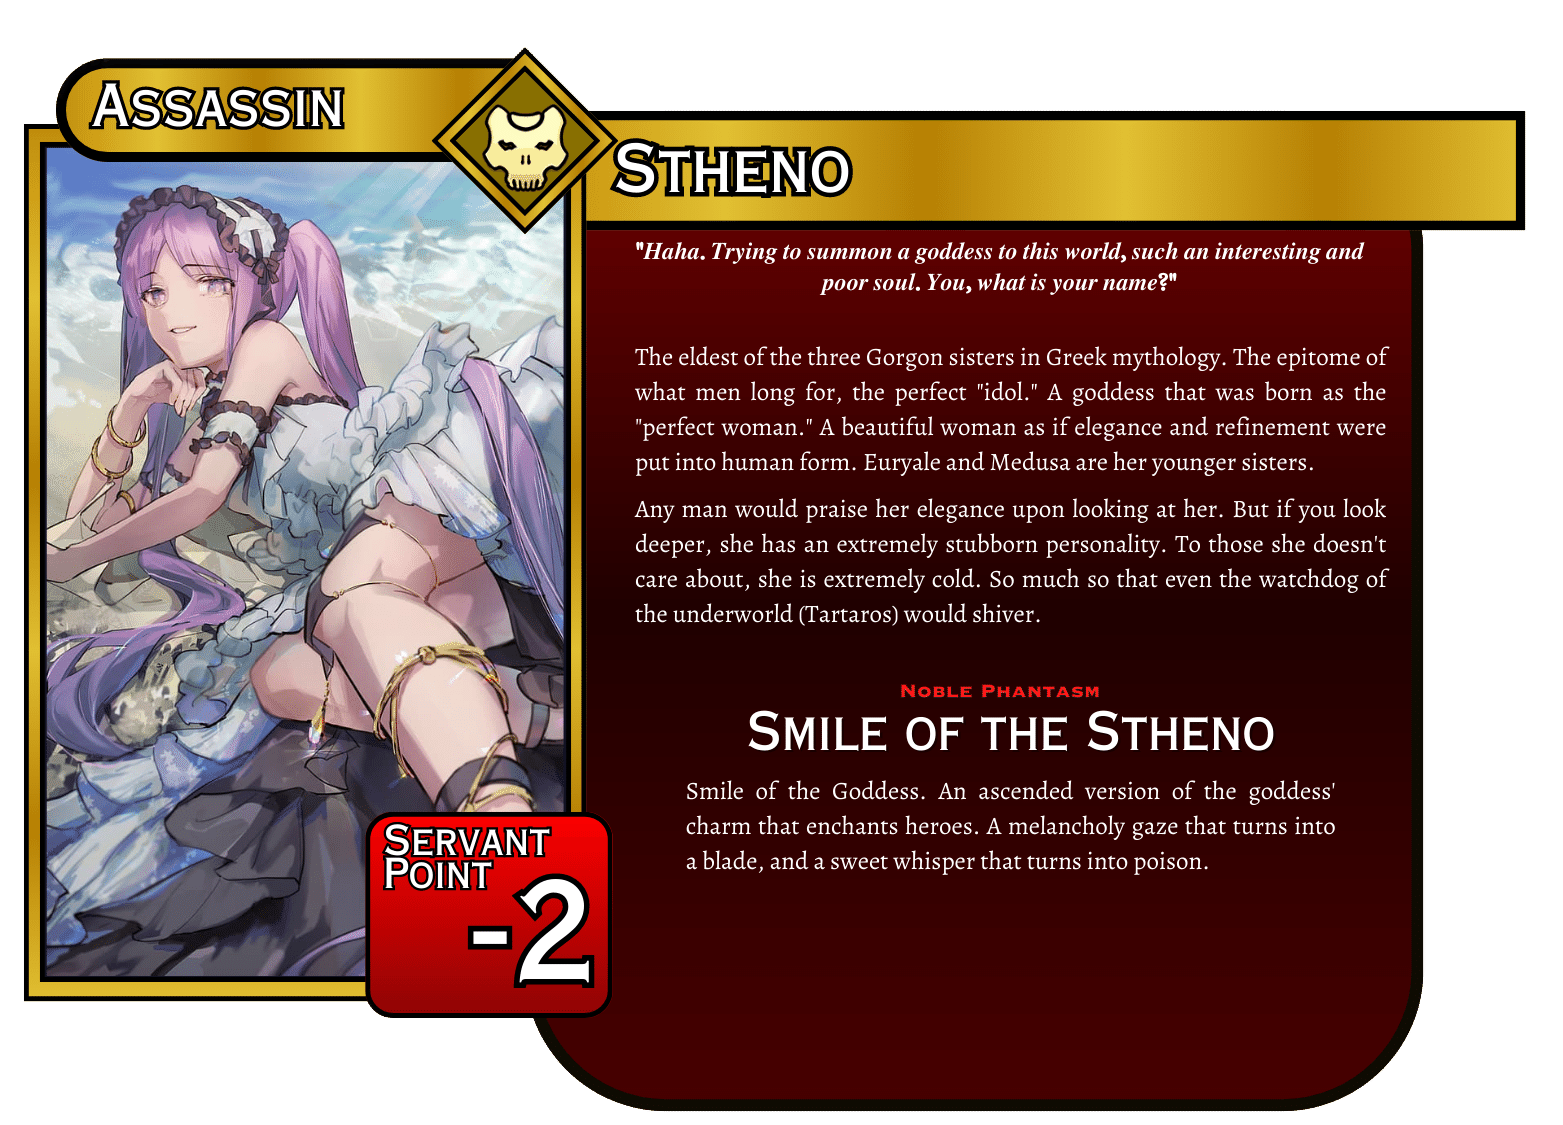 ASSASSIN
STHENO
"Haha. Trying to summon a goddess to this world, such an interesting and
poor soul. You, what is your name?"
The eldest of the three Gorgon sisters in Greek mythology. The epitome of
what men long for, the perfect "idol." A goddess that was born as the
"perfect woman." A beautiful woman as if elegance and refinement were
put into human form. Euryale and Medusa are her younger sisters.
Any man would praise her elegance upon looking at her. But if you look
deeper, she has an extremely stubborn personality. To those she doesn't
care about, she is extremely cold. So much so that even the watchdog of
the underworld (Tartaros) would shiver.
NOBLE PHANTASM
SMILE OF THE STHENO
Smile of the Goddess. An ascended version of the goddess'
charm that enchants heroes. A melancholy gaze that turns into
a blade, and a sweet whisper that turns into poison.
SERVANT
POINT
-2